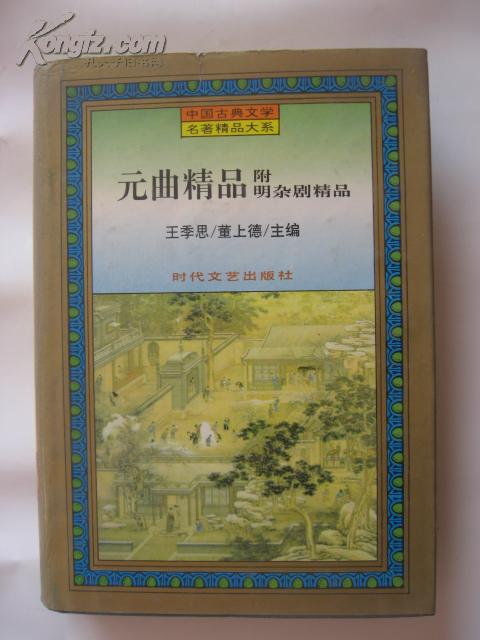 Kongfz.com
孔夫子旧书网
中国古典文学
名著精品大系
元曲精品 附
明杂剧精品
王季思/董上德/主编
时代文艺出版社